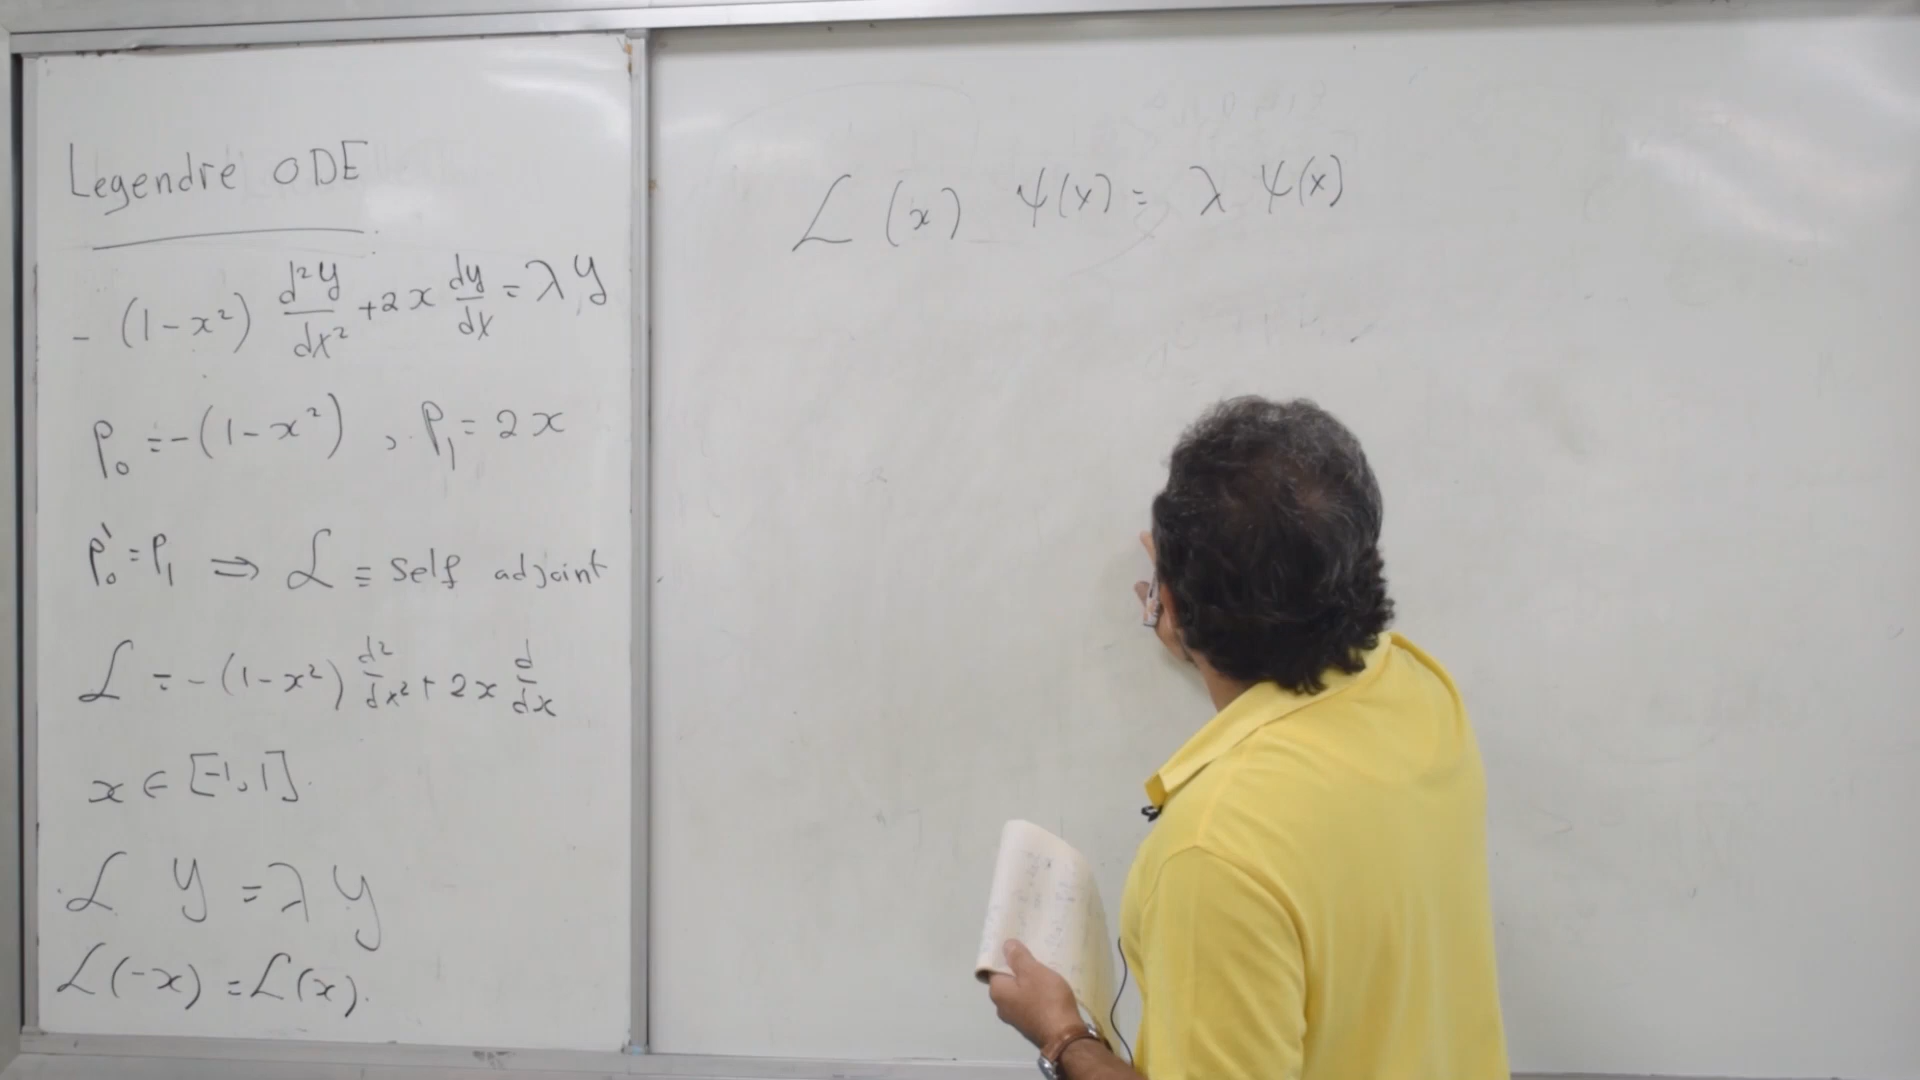 Legendre ODE
- (1-x²) d²y/dx² + 2x dy/dx = λy
P₀ = -(1-x²) , P₁ = 2x
P₀' = P₁ ⇒ ℒ ≡ Self adjoint
ℒ = -(1-x²) d²/dx² + 2x d/dx
x ∈ [-1, 1].
ℒ y = λ y
ℒ(-x) = ℒ(x).
ℒ (x) ψ(x) = λ ψ(x)